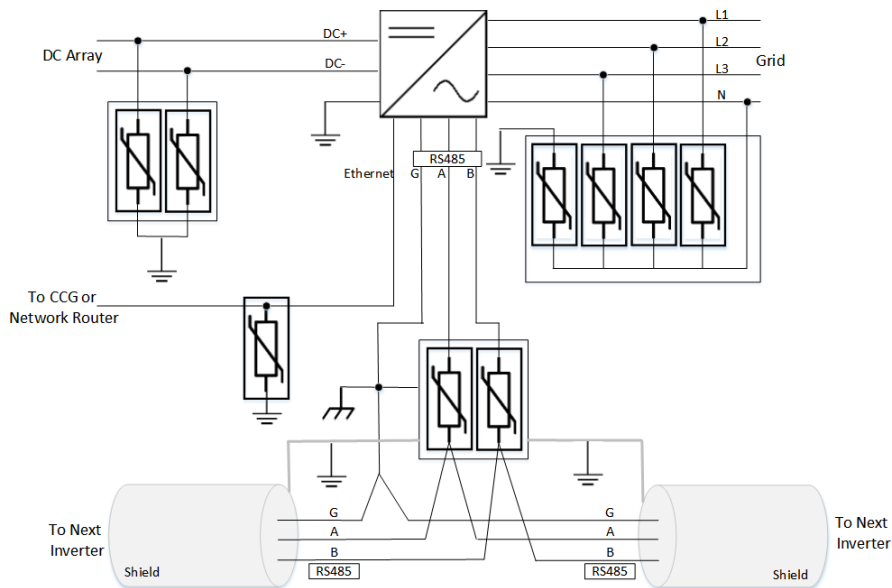 L1
DC+
L2
DC Array
DC-
L3
Grid
N
RS485
Ethernet
G
A
B
To CCG or
Network Router
G
G
To Next
Inverter
A
A
To Next
Inverter
B
B
Shield
RS485
RS485
Shield